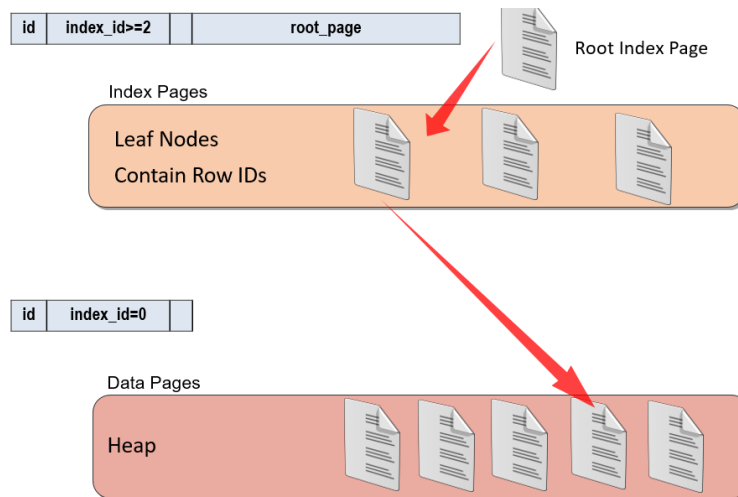 id index_id>=2 root_page
Root Index Page
Index Pages
Leaf Nodes
Contain Row IDs
id index_id=0
Data Pages
Heap